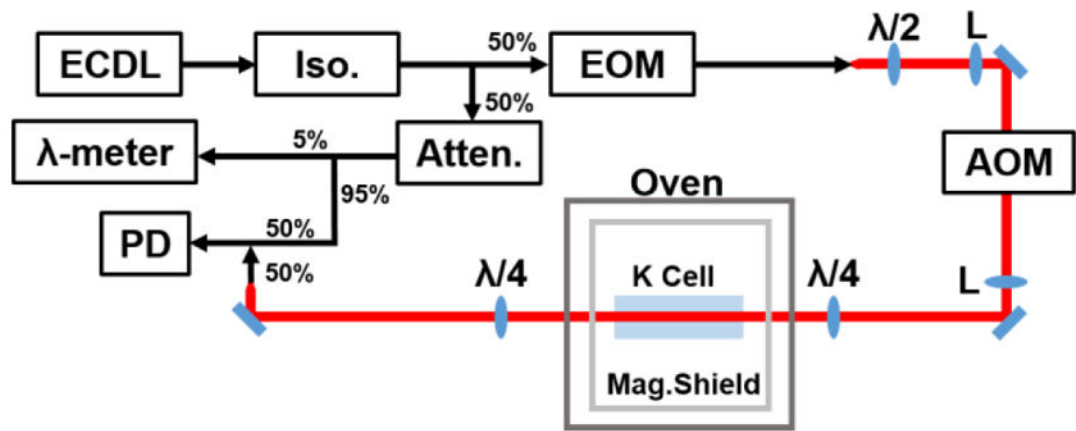 ECDL
Iso.
50%
EOM
λ/2
L
50%
λ-meter
5%
Atten.
AOM
95%
Oven
PD
50%
50%
λ/4
K Cell
λ/4
L
Mag.Shield